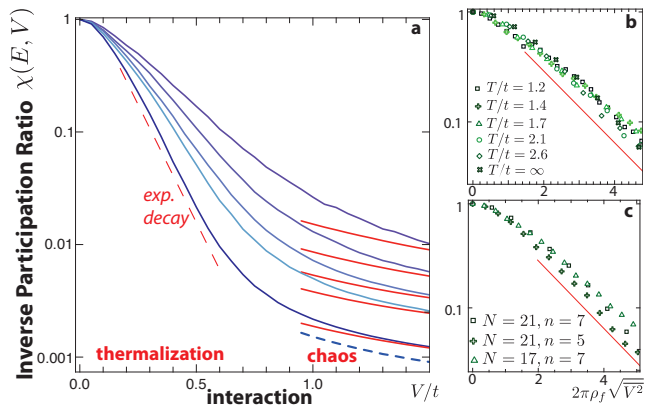 Inverse Participation Ratio χ(E, V)
1
0.1
0.01
0.001
a
exp.
decay
thermalization
chaos
0.0
0.5
1.0
V/t
interaction
b
1
0.1
T/t = 1.2
T/t = 1.4
T/t = 1.7
T/t = 2.1
T/t = 2.6
T/t = ∞
0
2
4
c
1
0.1
N = 21, n = 7
N = 21, n = 5
N = 17, n = 7
0
2
4
2πρ_f√V²